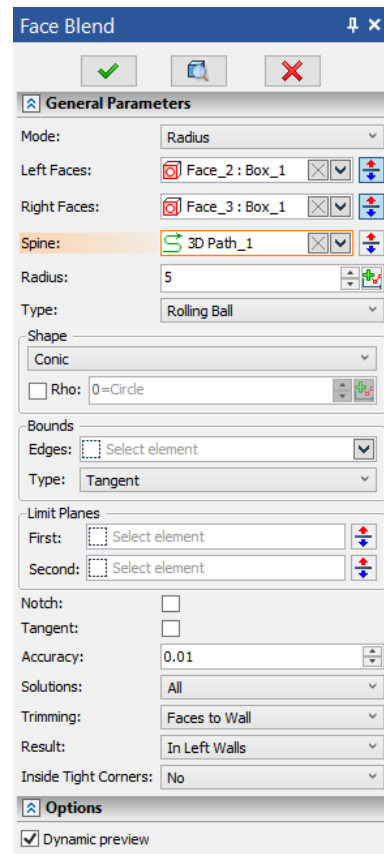 Face Blend
General Parameters
Mode: Radius
Left Faces: Face_2 : Box_1
Right Faces: Face_3 : Box_1
Spine: 3D Path_1
Radius: 5
Type: Rolling Ball
Shape
Conic
Rho: 0=Circle
Bounds
Edges: Select element
Type: Tangent
Limit Planes
First: Select element
Second: Select element
Notch:
Tangent:
Accuracy: 0.01
Solutions: All
Trimming: Faces to Wall
Result: In Left Walls
Inside Tight Corners: No
Options
Dynamic preview